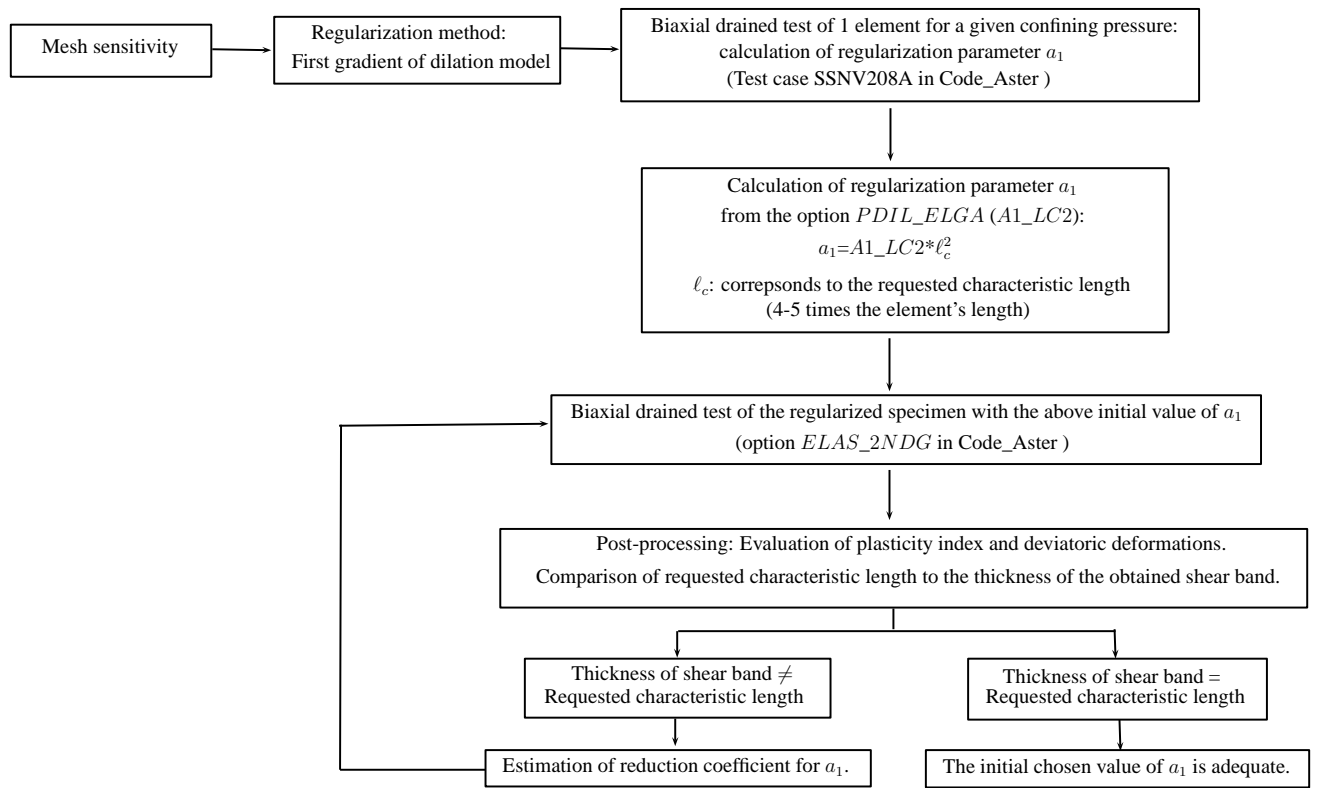 Mesh sensitivity
Regularization method:
First gradient of dilation model
Biaxial drained test of 1 element for a given confining pressure:
calculation of regularization parameter a₁
(Test case SSNV208A in Code_Aster )
Calculation of regularization parameter a₁
from the option PDIL_ELGA (A1_LC2):
a₁=A1_LC2*ℓ_c²
ℓ_c: correpsonds to the requested characteristic length
(4-5 times the element's length)
Biaxial drained test of the regularized specimen with the above initial value of a₁
(option ELAS_2NDG in Code_Aster )
Post-processing: Evaluation of plasticity index and deviatoric deformations.
Comparison of requested characteristic length to the thickness of the obtained shear band.
Thickness of shear band ≠
Requested characteristic length
Thickness of shear band =
Requested characteristic length
Estimation of reduction coefficient for a₁.
The initial chosen value of a₁ is adequate.